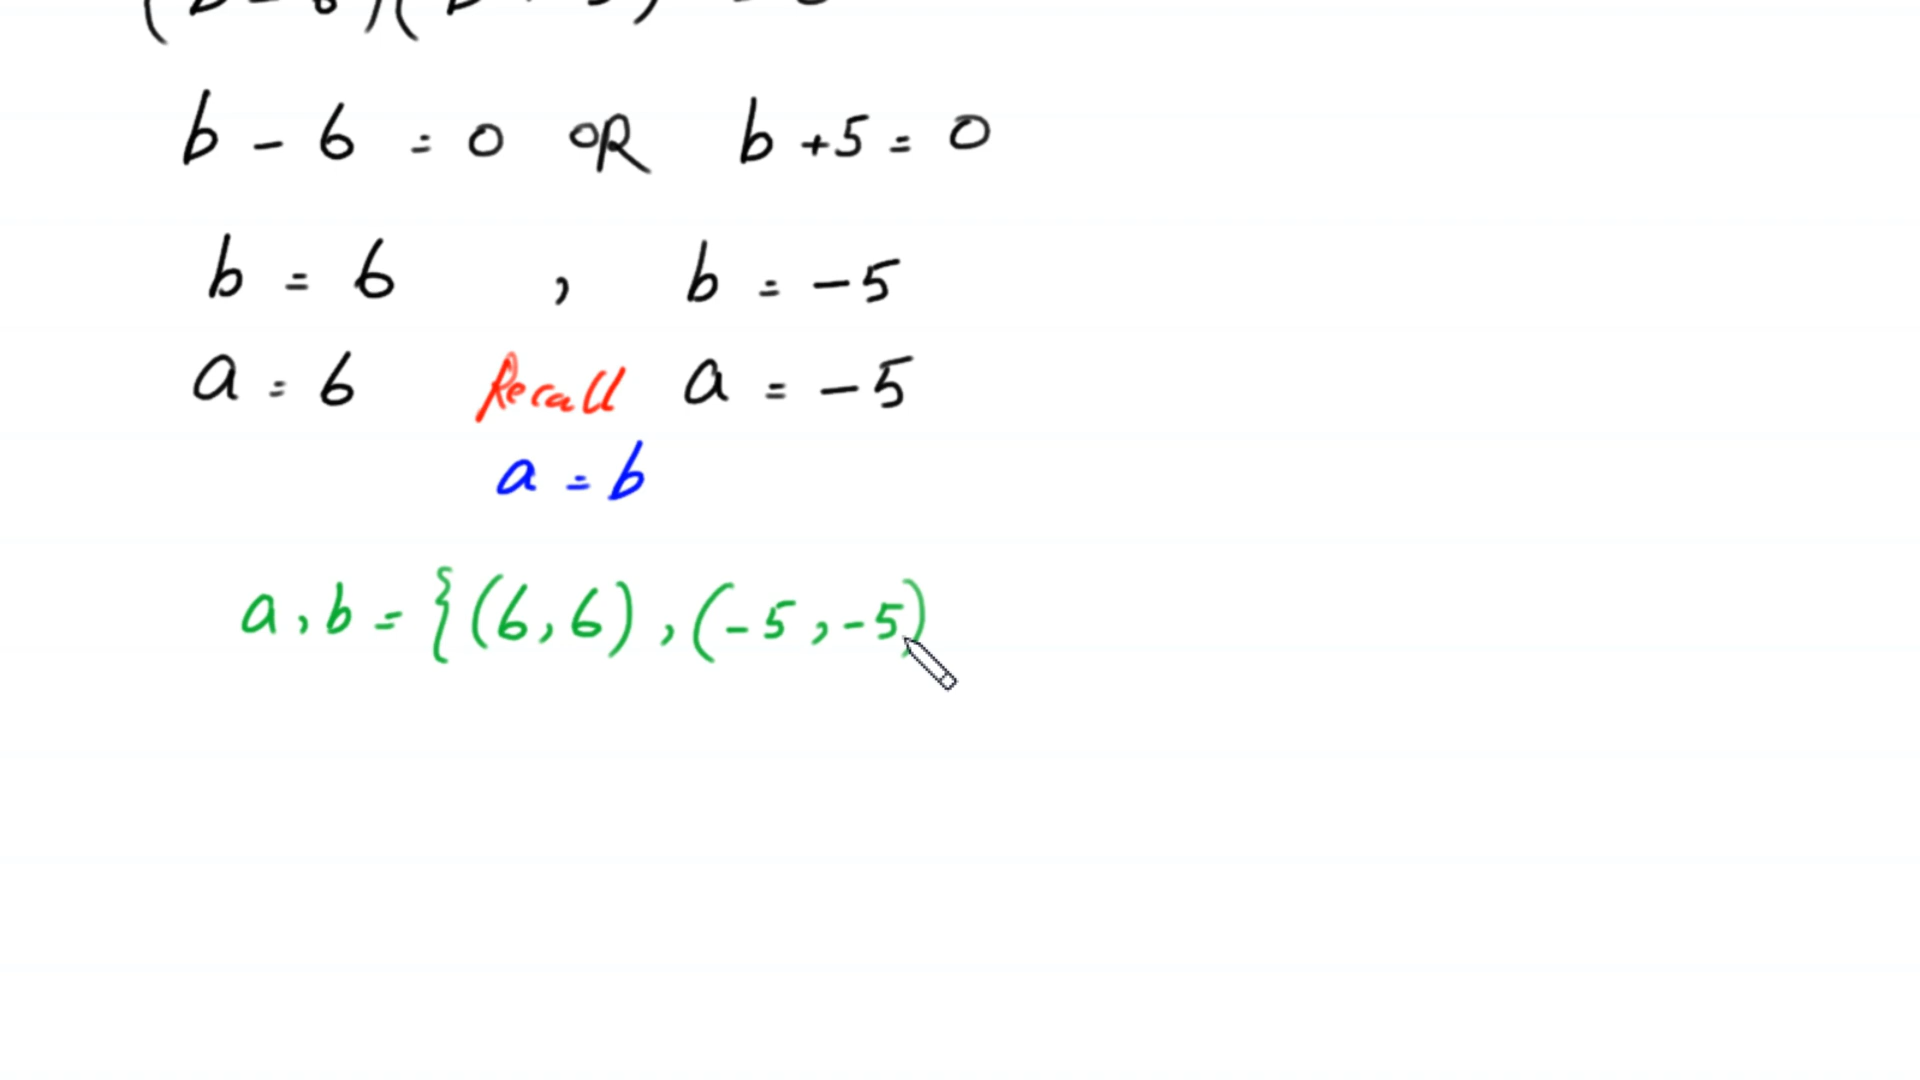 b - 6 = 0 OR b + 5 = 0
b = 6 , b = -5
a = 6 Recall a = -5
a = b
a, b = {(6, 6), (-5, -5)